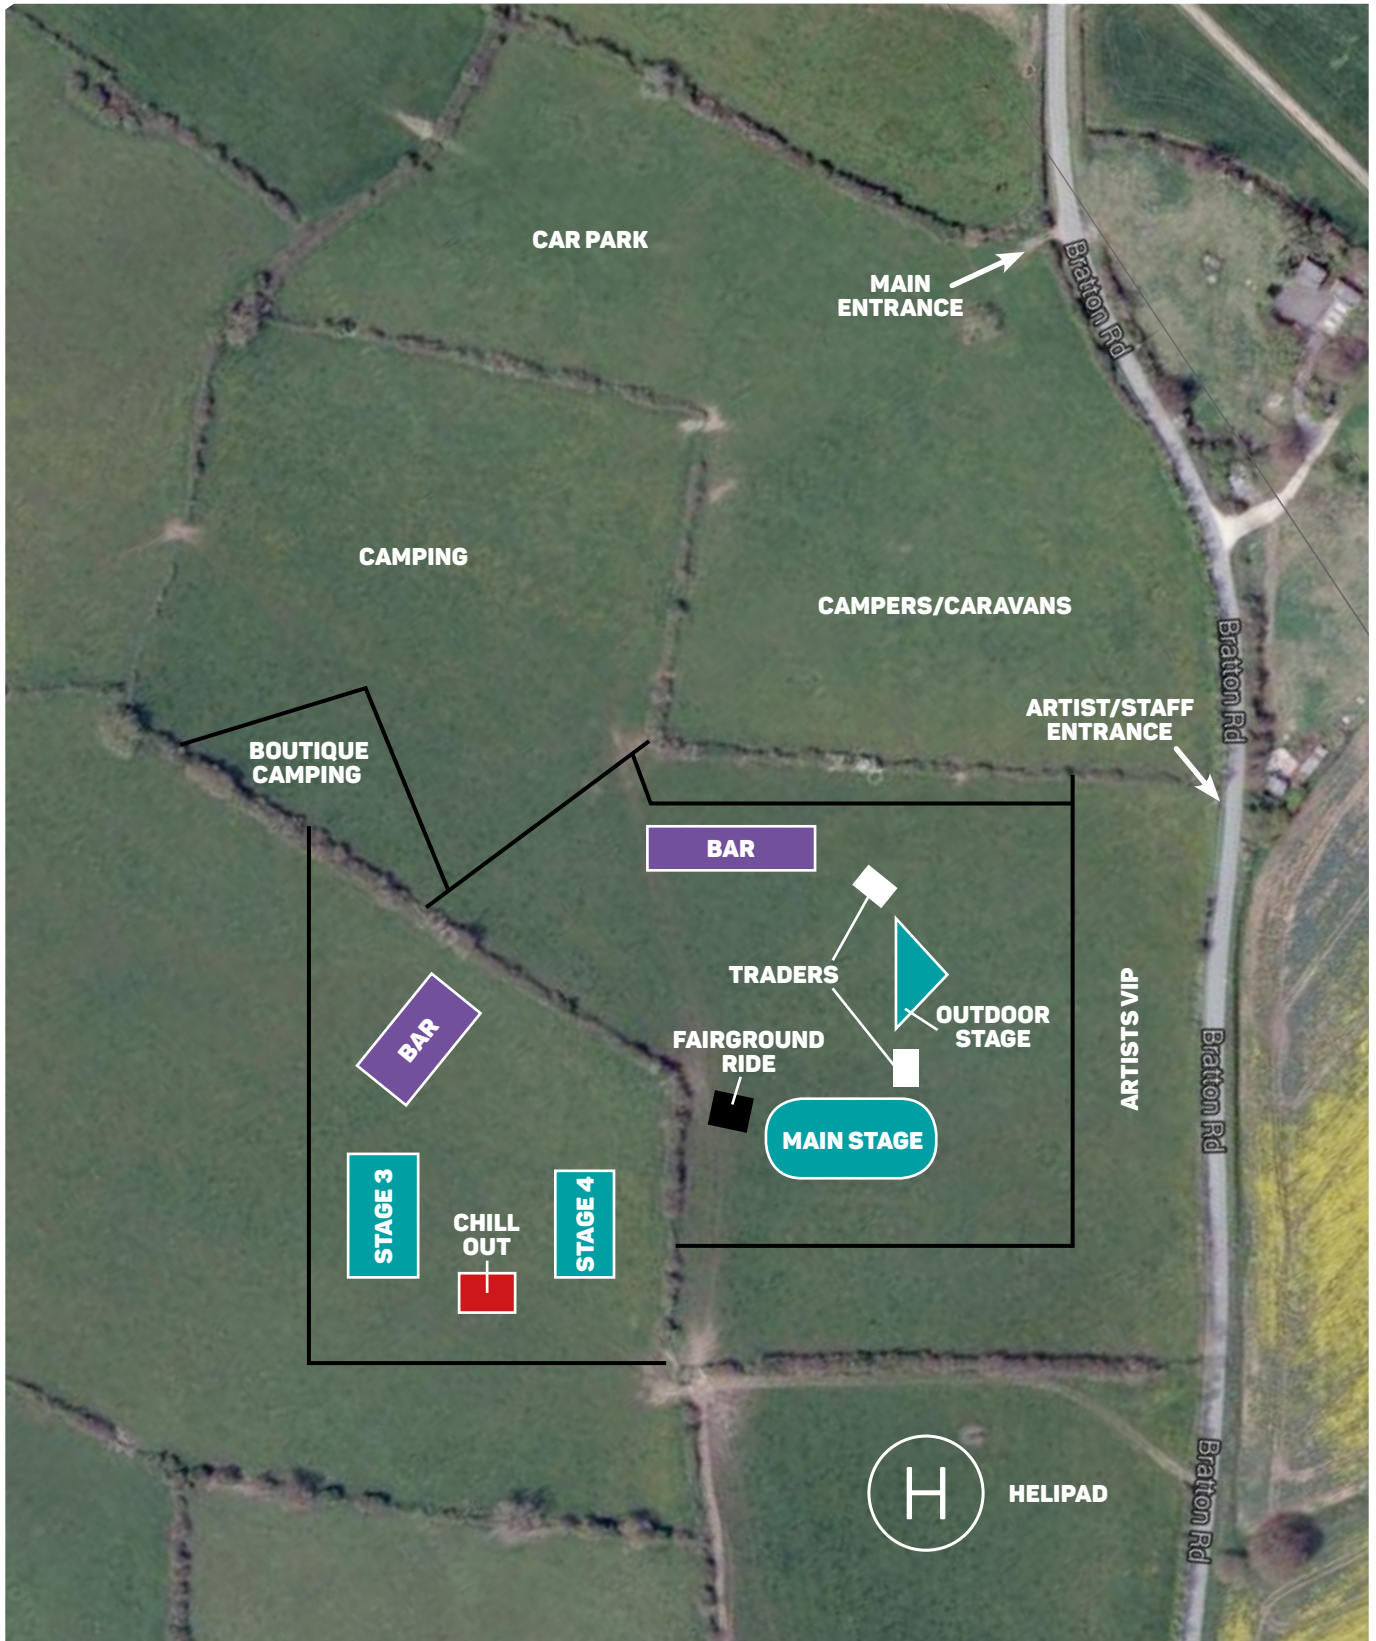 CAR PARK
MAIN
ENTRANCE
Bratton Rd
CAMPING
CAMPERS/CARAVANS
Bratton Rd
ARTIST/STAFF
ENTRANCE
BOUTIQUE
CAMPING
BAR
TRADERS
OUTDOOR
STAGE
ARTISTS VIP
FAIRGROUND
RIDE
BAR
Bratton Rd
MAIN STAGE
STAGE 3
STAGE 4
CHILL
OUT
H
HELIPAD
Bratton Rd